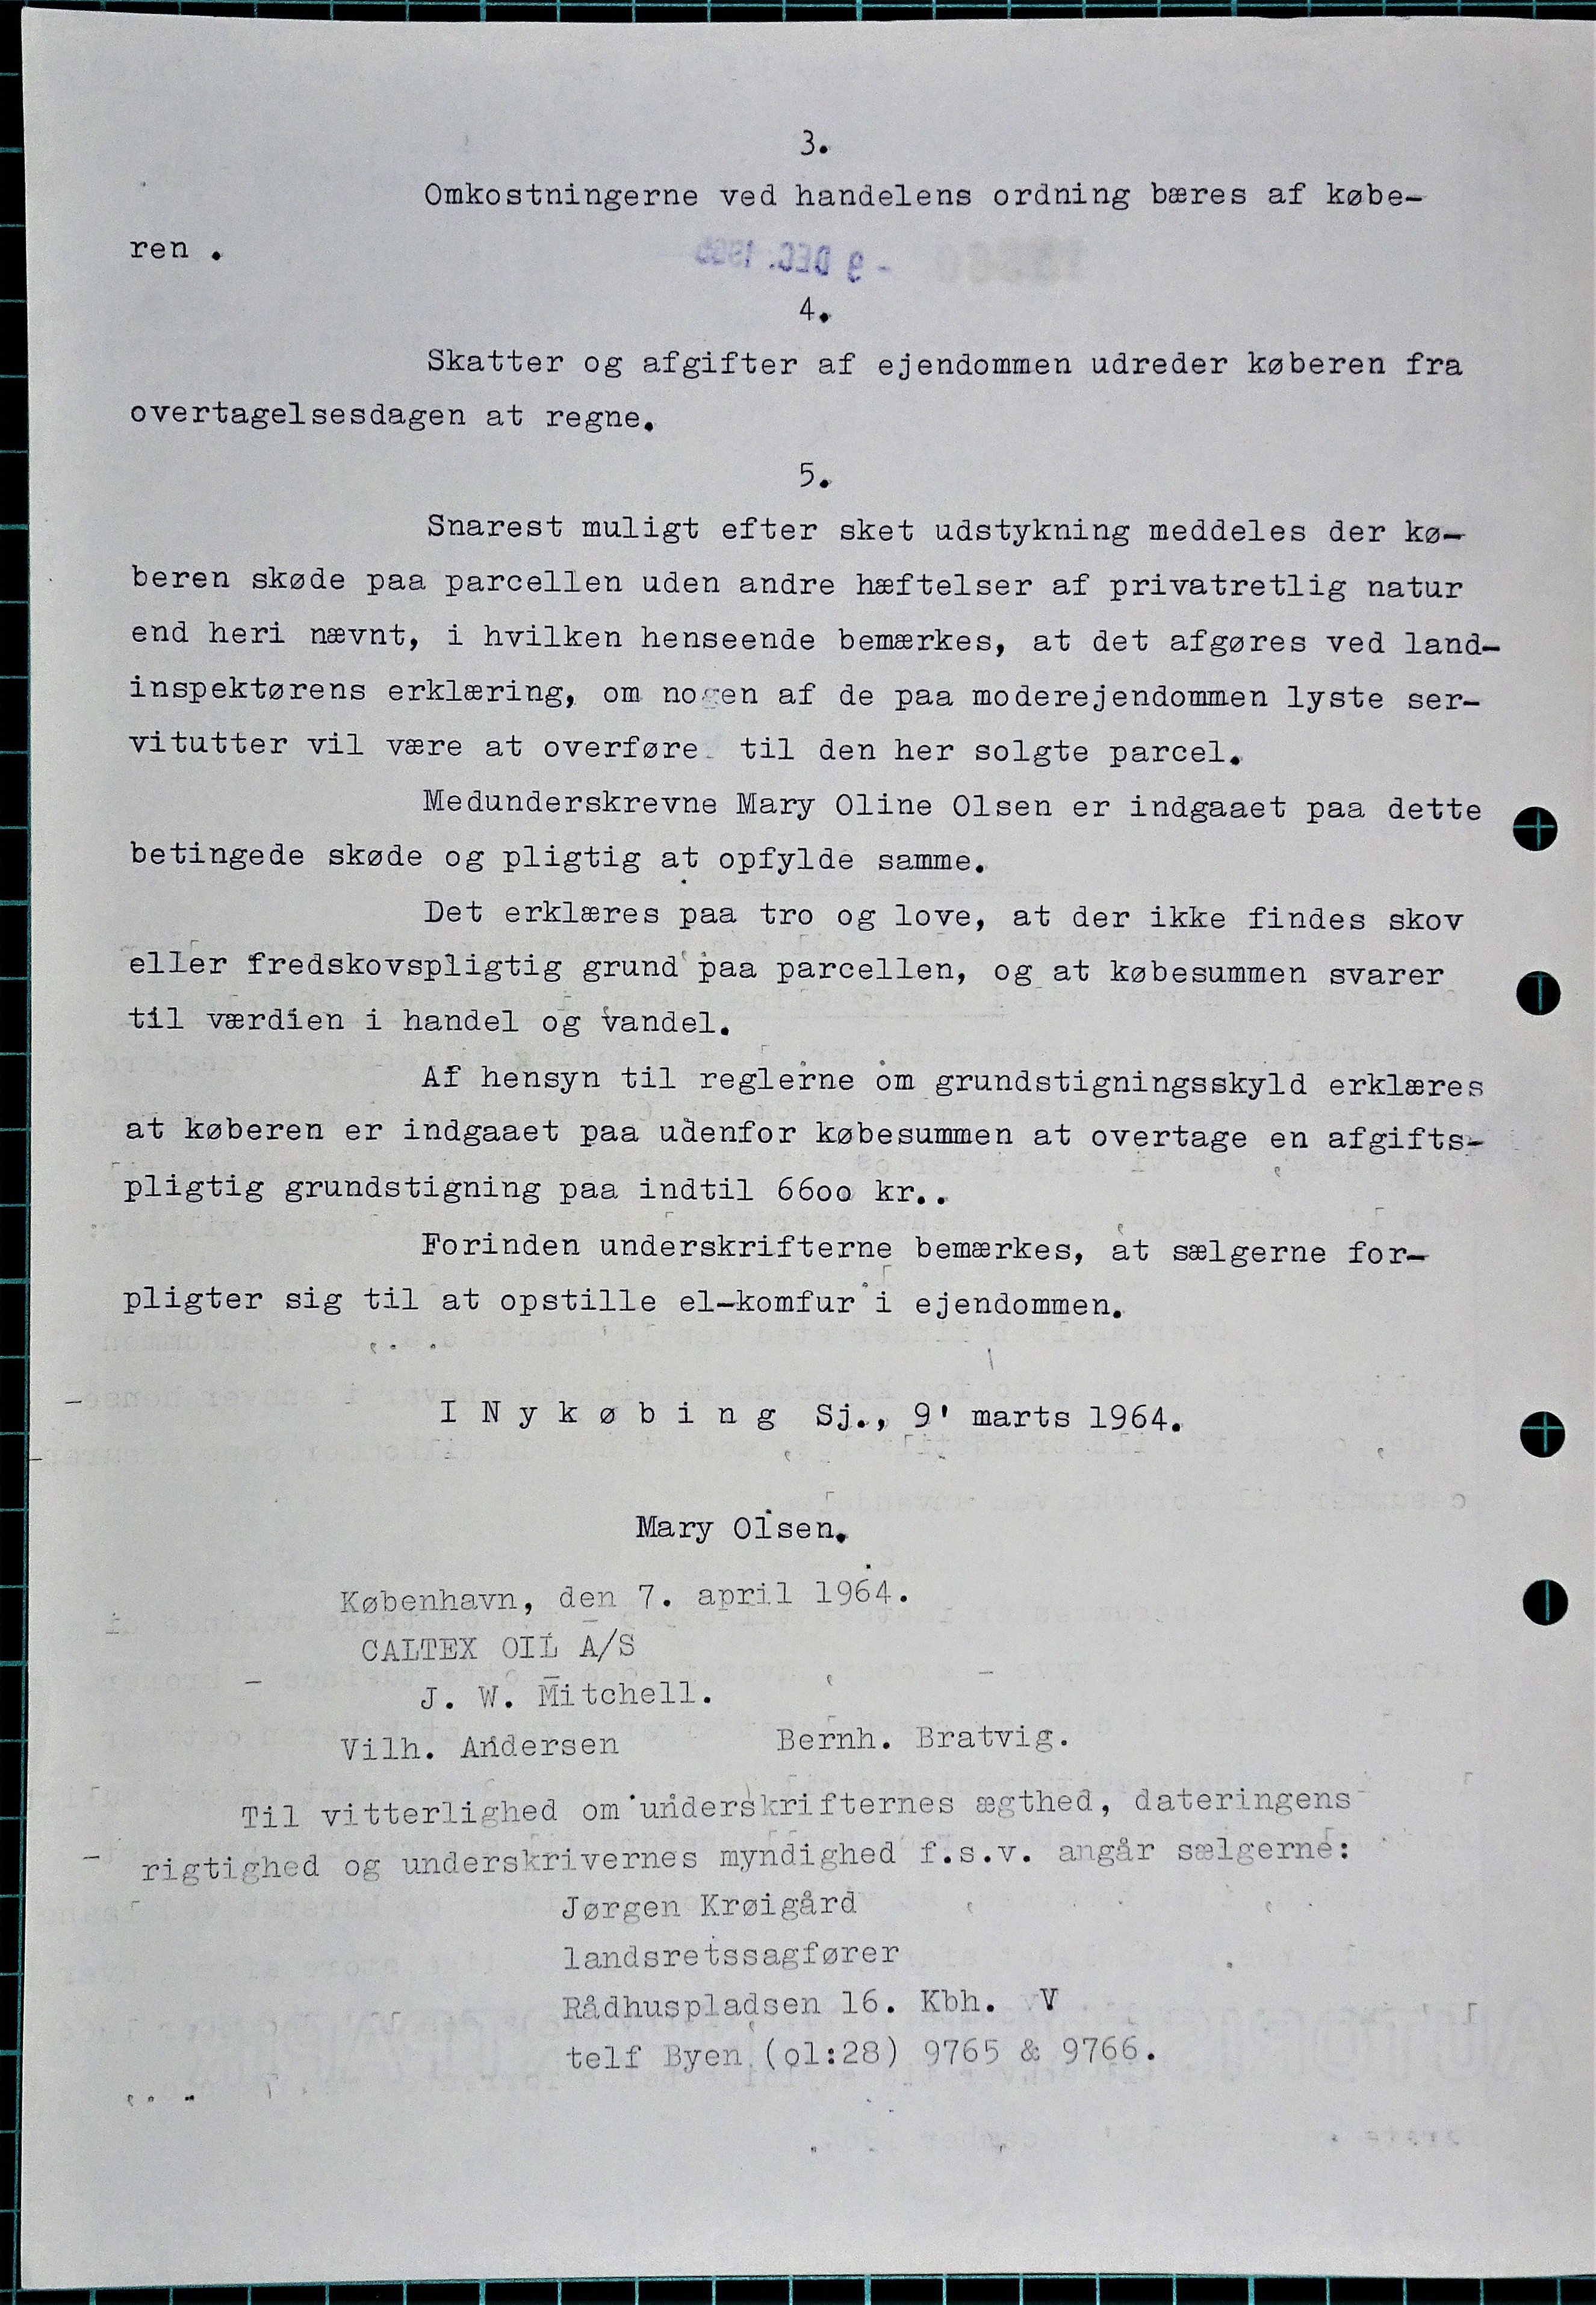 3.
Omkostningerne ved handelens ordning bæres af købe-
ren .
- 9 DEC. 1965
4.
Skatter og afgifter af ejendommen udreder køberen fra
overtagelsesdagen at regne.
5.
Snarest muligt efter sket udstykning meddeles der kø-
beren skøde paa parcellen uden andre hæftelser af privatretlig natur
end heri nævnt, i hvilken henseende bemærkes, at det afgøres ved land-
inspektørens erklæring, om nogen af de paa moderejendommen lyste ser-
vitutter vil være at overføre til den her solgte parcel.
Medunderskrevne Mary Oline Olsen er indgaaet paa dette
betingede skøde og pligtig at opfylde samme.
Det erklæres paa tro og love, at der ikke findes skov
eller fredskovspligtig grund paa parcellen, og at købesummen svarer
til værdien i handel og vandel.
Af hensyn til reglerne om grundstigningsskyld erklæres
at køberen er indgaaet paa udenfor købesummen at overtage en afgifts-
pligtig grundstigning paa indtil 66oo kr..
Forinden underskrifterne bemærkes, at sælgerne for-
pligter sig til at opstille el-komfur i ejendommen.
I N y k ø b i n g Sj., 9' marts 1964.
Mary Olsen.
København, den 7. april 1964.
CALTEX OIL A/S
J. W. Mitchell.
Vilh. Andersen Bernh. Bratvig.
Til vitterlighed om underskrifternes ægthed, dateringens
rigtighed og underskrivernes myndighed f.s.v. angår sælgerne:
Jørgen Krøigård
landsretssagfører
Rådhuspladsen 16. Kbh. V
telf Byen (ol:28) 9765 & 9766.